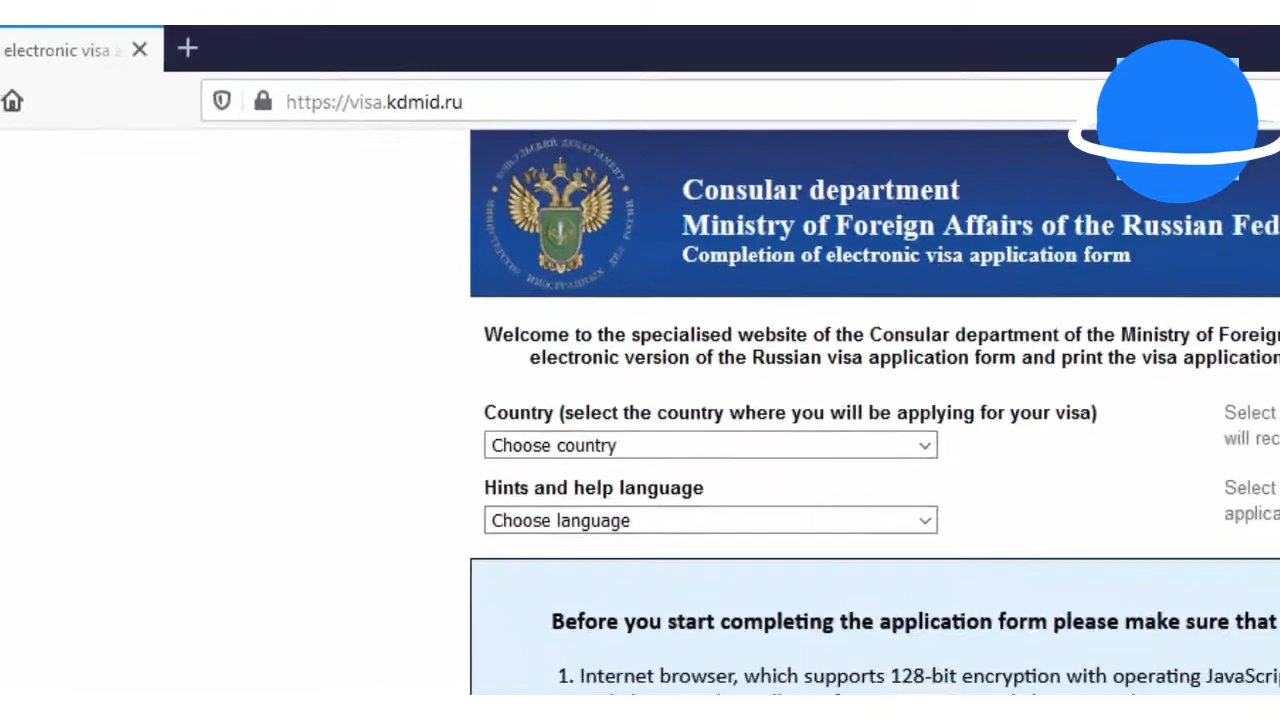 electronic visa
https://visa.kdmid.ru
КОНСУЛЬСКИЙ ДЕПАРТАМЕНТ
Consular department
Ministry of Foreign Affairs of the Russian Fed
Completion of electronic visa application form
Welcome to the specialised website of the Consular department of the Ministry of Foreign
electronic version of the Russian visa application form and print the visa application
Country (select the country where you will be applying for your visa)
Select
Choose country
will rec
Hints and help language
Select
Choose language
applica
Before you start completing the application form please make sure that
1. Internet browser, which supports 128-bit encryption with operating JavaScri